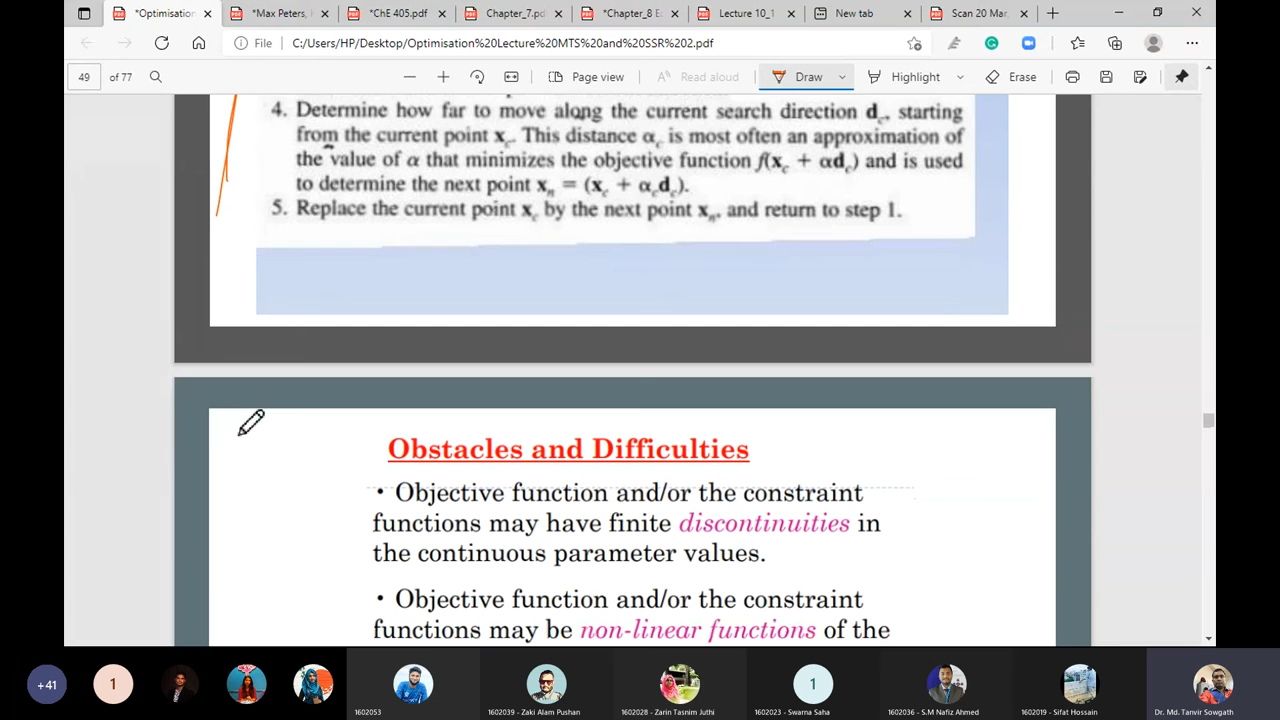 *Optimisation
*Max Peters,
*ChE 405.pdf
Chapter_7.pd
*Chapter_8 E
Lecture 10_1
New tab
Scan 20 Mar
File
C:/Users/HP/Desktop/Optimisation%20Lecture%20MTS%20and%20SSR%202.pdf
49 of 77
Page view
Read aloud
Draw
Highlight
Erase
4. Determine how far to move along the current search direction d꜀, starting
from the current point x꜀. This distance α꜀ is most often an approximation of
the value of α that minimizes the objective function f(x꜀ + αd꜀) and is used
to determine the next point xₙ = (x꜀ + α꜀d꜀).
5. Replace the current point x꜀ by the next point xₙ, and return to step 1.
Obstacles and Difficulties
• Objective function and/or the constraint
functions may have finite discontinuities in
the continuous parameter values.
• Objective function and/or the constraint
functions may be non-linear functions of the
+41
1
1602053
1602039 - Zaki Alam Pushan
1602028 - Zarin Tasnim Juthi
1
1602023 - Swarna Saha
1602036 - S.M Nafiz Ahmed
1602019 - Sifat Hossain
Dr. Md. Tanvir Sowgath